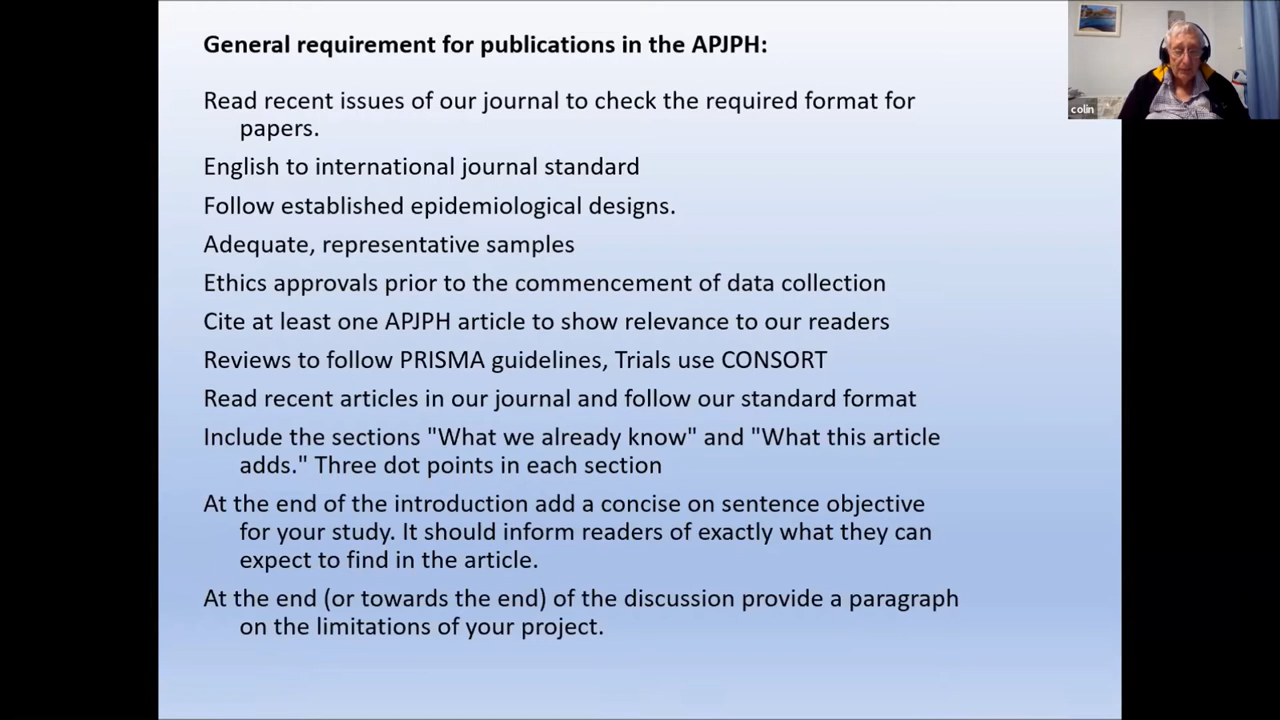 General requirement for publications in the APJPH:
Read recent issues of our journal to check the required format for
papers.
English to international journal standard
Follow established epidemiological designs.
Adequate, representative samples
Ethics approvals prior to the commencement of data collection
Cite at least one APJPH article to show relevance to our readers
Reviews to follow PRISMA guidelines, Trials use CONSORT
Read recent articles in our journal and follow our standard format
Include the sections "What we already know" and "What this article
adds." Three dot points in each section
At the end of the introduction add a concise on sentence objective
for your study. It should inform readers of exactly what they can
expect to find in the article.
At the end (or towards the end) of the discussion provide a paragraph
on the limitations of your project.
colin